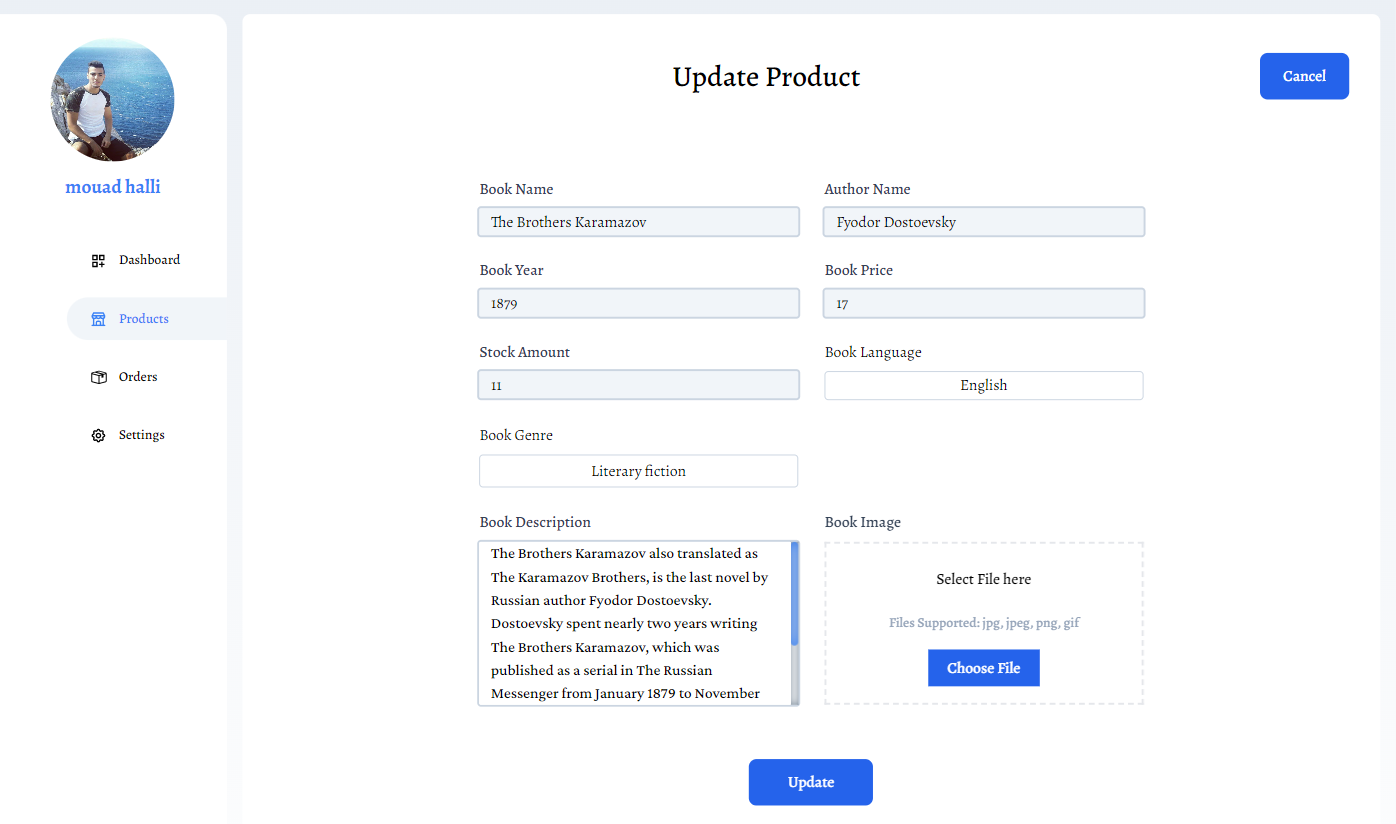 mouad halli
Dashboard
Products
Orders
Settings
Update Product
Cancel
Book Name
The Brothers Karamazov
Author Name
Fyodor Dostoevsky
Book Year
1879
Book Price
17
Stock Amount
11
Book Language
English
Book Genre
Literary fiction
Book Description
The Brothers Karamazov also translated as
The Karamazov Brothers, is the last novel by
Russian author Fyodor Dostoevsky.
Dostoevsky spent nearly two years writing
The Brothers Karamazov, which was
published as a serial in The Russian
Messenger from January 1879 to November
Book Image
Select File here
Files Supported: jpg, jpeg, png, gif
Choose File
Update